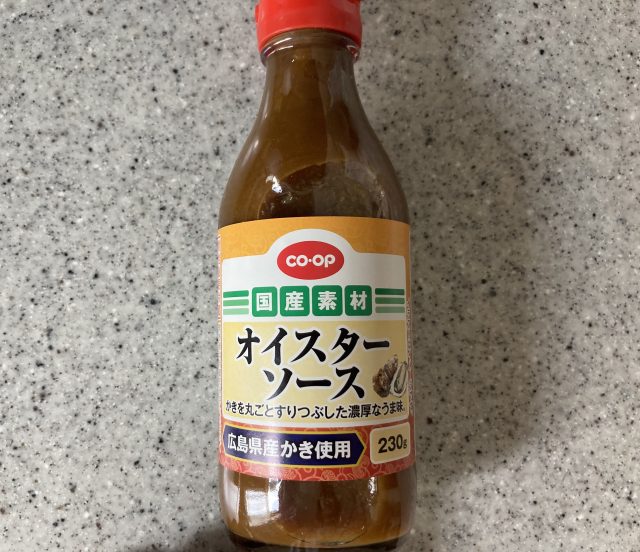 CO·OP
国産素材
オイスター
ソース
かきを丸ごとすりつぶした濃厚なうま味。
広島県産かき使用
230g